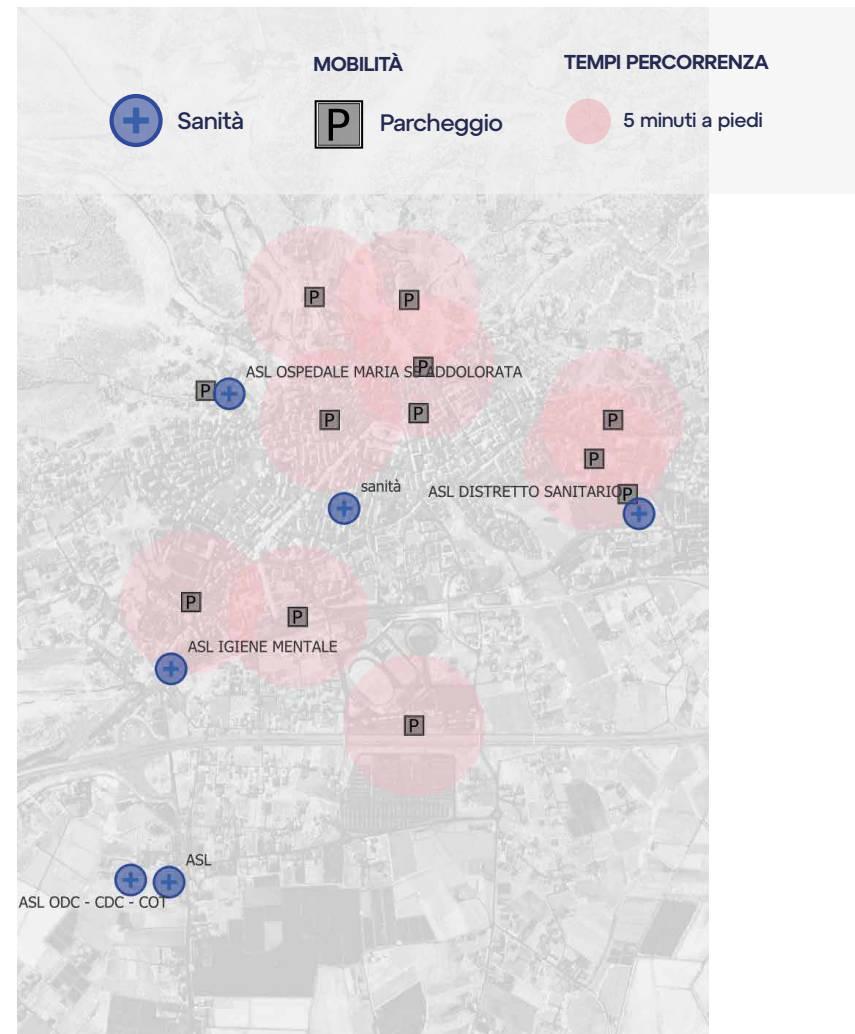 MOBILITÀ
TEMPI PERCORRENZA
Sanità
P
Parcheggio
5 minuti a piedi
P
P
P
ASL OSPEDALE MARIA SS ADDOLORATA
P
P
P
P
P
sanità
ASL DISTRETTO SANITARIO
P
P
P
ASL IGIENE MENTALE
P
ASL
ASL ODC - CDC - COT